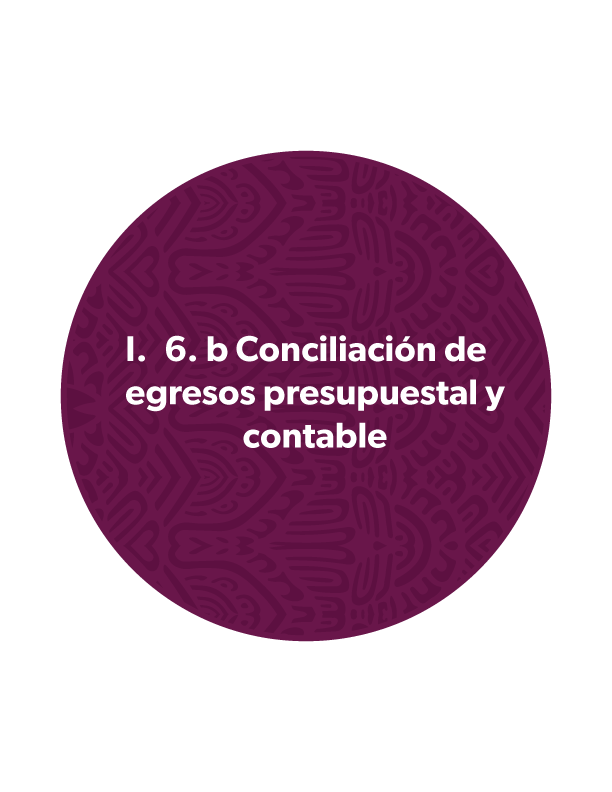 I. 6. b Conciliación de
egresos presupuestal y
contable